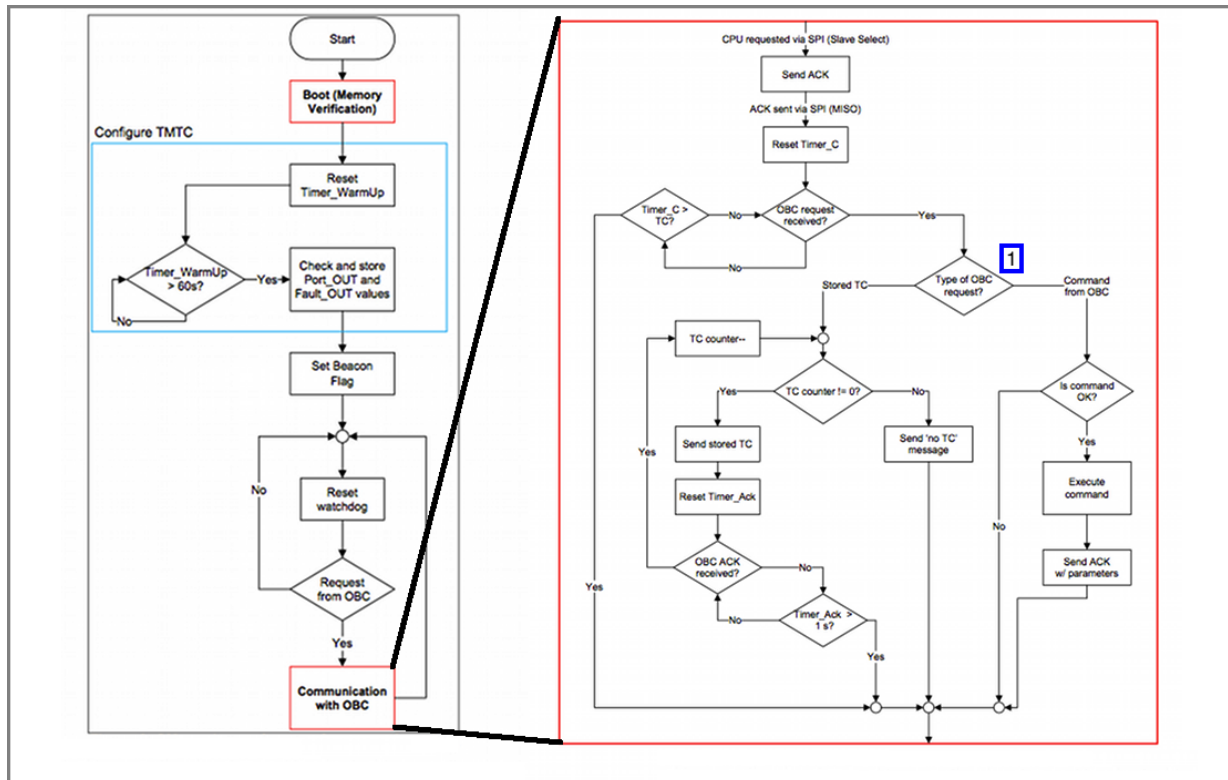 Start
Boot (Memory
Verification)
Configure TMTC
Reset
Timer_WarmUp
Timer_WarmUp
> 60s?
Yes
No
Check and store
Port_OUT and
Fault_OUT values
Set Beacon
Flag
No
Reset
watchdog
Request
from OBC
Yes
Communication
with OBC
CPU requested via SPI (Slave Select)
Send ACK
ACK sent via SPI (MISO)
Reset Timer_C
Timer_C >
TC?
No
OBC request
received?
Yes
No
1
Type of OBC
request?
Stored TC
Command
from OBC
TC counter--
TC counter != 0?
Is command
OK?
Yes
No
Yes
Send stored TC
Send 'no TC'
message
Yes
Execute
command
Reset Timer_Ack
No
OBC ACK
received?
No
Send ACK
w/ parameters
Yes
No
Timer_Ack >
1 s?
Yes